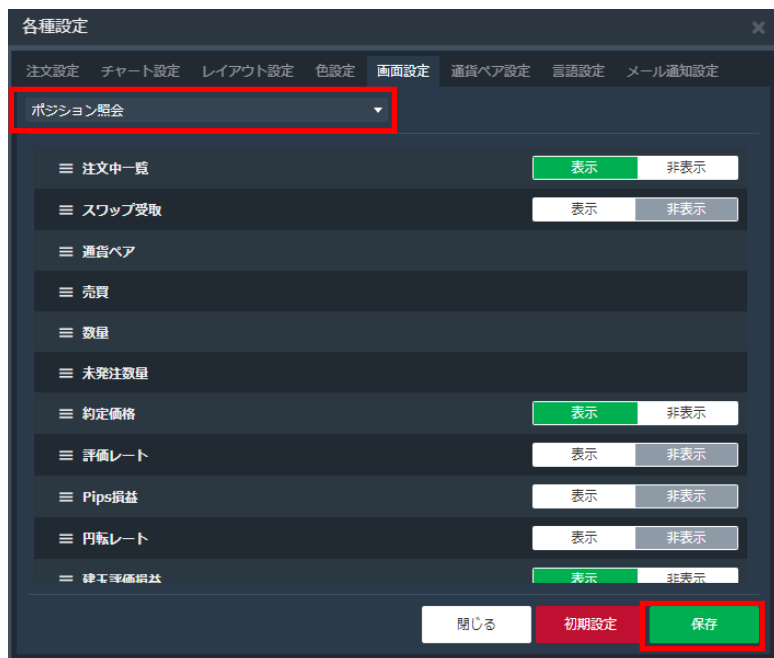 各種設定
注文設定 チャート設定 レイアウト設定 色設定 画面設定 通貨ペア設定 言語設定 メール通知設定
ポジション照会
注文中一覧 表示 非表示
スワップ受取 表示 非表示
通貨ペア
売買
数量
未発注数量
約定価格 表示 非表示
評価レート 表示 非表示
Pips損益 表示 非表示
円転レート 表示 非表示
建玉評価損益 表示 非表示
閉じる 初期設定 保存